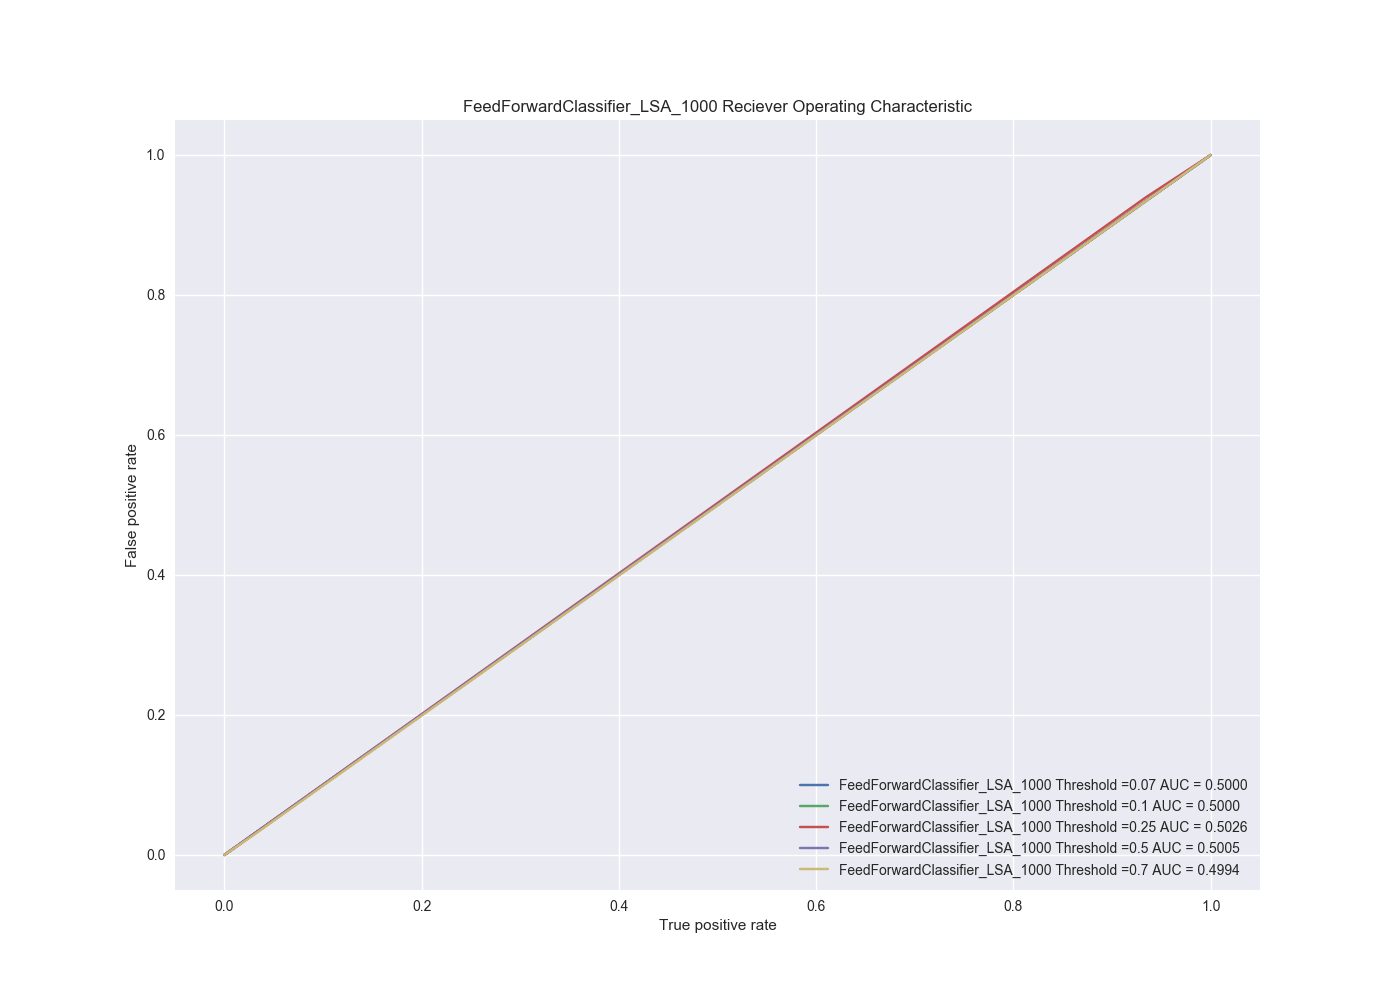 FeedForwardClassifier_LSA_1000 Reciever Operating Characteristic
1.0
0.8
0.6
0.4
0.2
0.0
False positive rate
FeedForwardClassifier_LSA_1000 Threshold =0.07 AUC = 0.5000
FeedForwardClassifier_LSA_1000 Threshold =0.1 AUC = 0.5000
FeedForwardClassifier_LSA_1000 Threshold =0.25 AUC = 0.5026
FeedForwardClassifier_LSA_1000 Threshold =0.5 AUC = 0.5005
FeedForwardClassifier_LSA_1000 Threshold =0.7 AUC = 0.4994
0.0 0.2 0.4 0.6 0.8 1.0
True positive rate